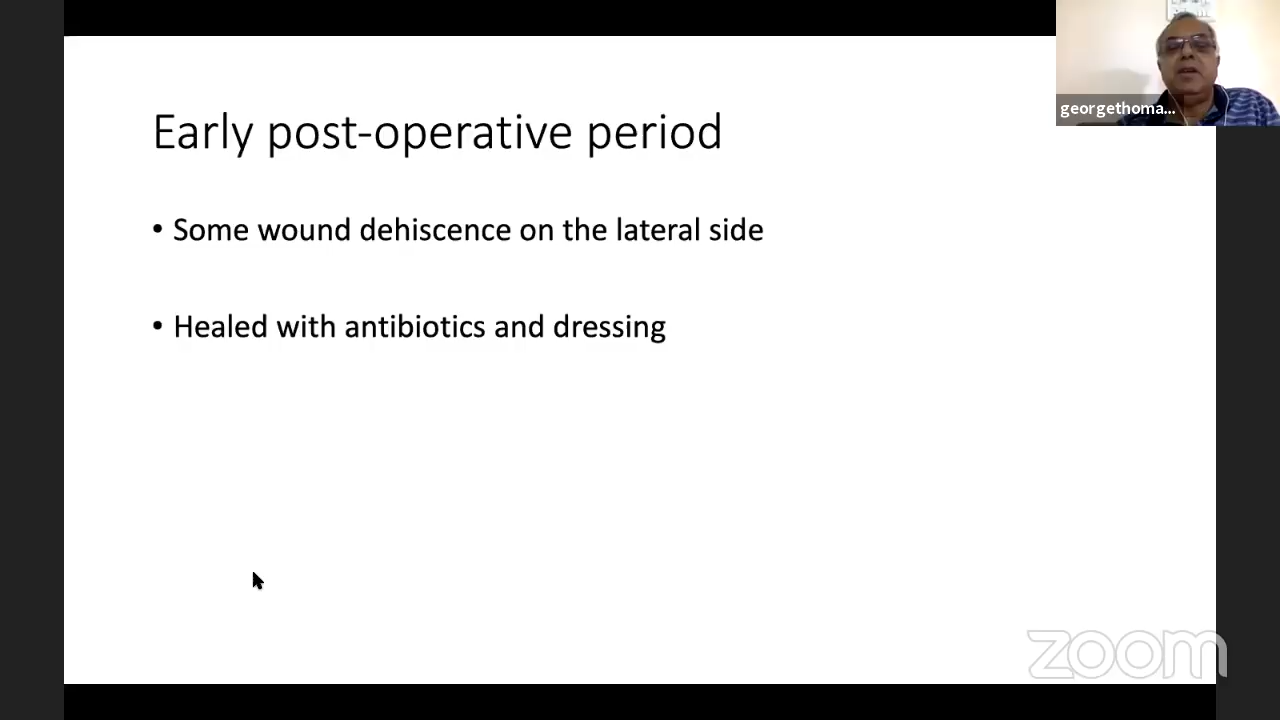 georgethoma...
Early post-operative period
• Some wound dehiscence on the lateral side
• Healed with antibiotics and dressing
zoom